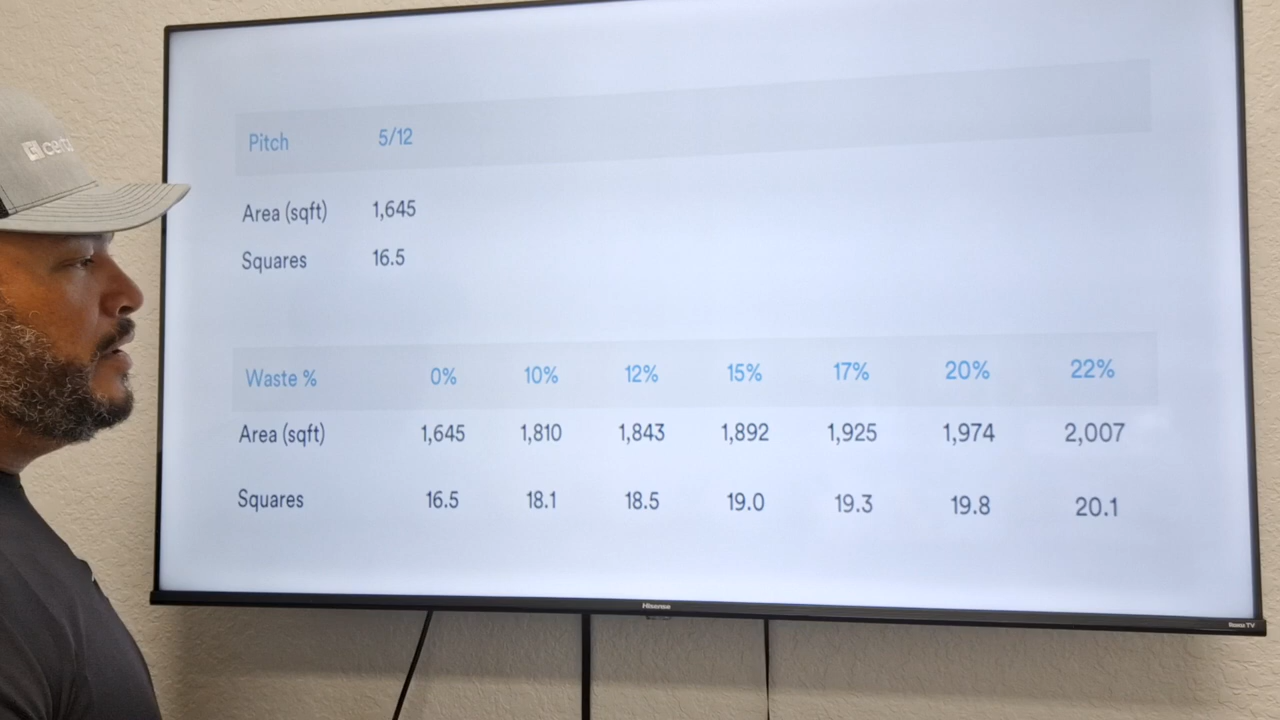 Pitch 5/12
Area (sqft) 1,645
Squares 16.5
Waste % 0% 10% 12% 15% 17% 20% 22%
Area (sqft) 1,645 1,810 1,843 1,892 1,925 1,974 2,007
Squares 16.5 18.1 18.5 19.0 19.3 19.8 20.1
Hisense
Roku TV